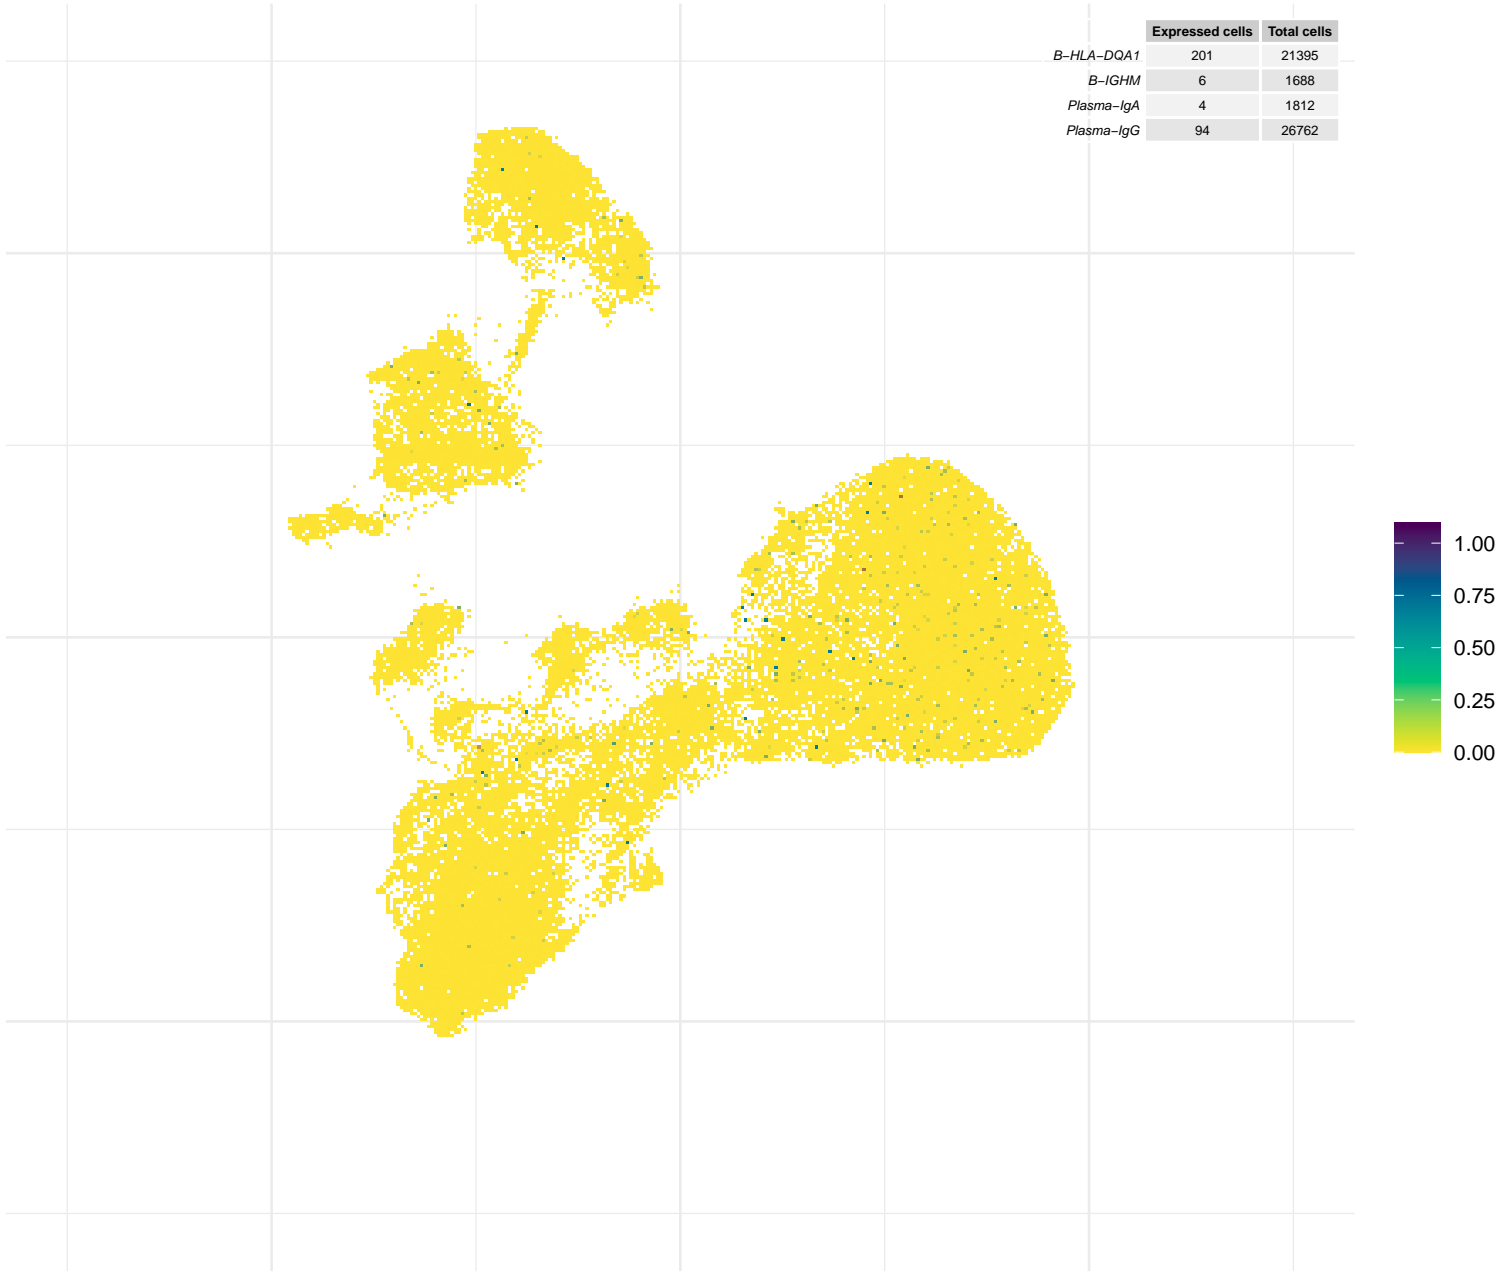 Expressed cells Total cells
B−HLA−DQA1 201 21395
B−IGHM 6 1688
Plasma−IgA 4 1812
Plasma−IgG 94 26762
1.00
0.75
0.50
0.25
0.00